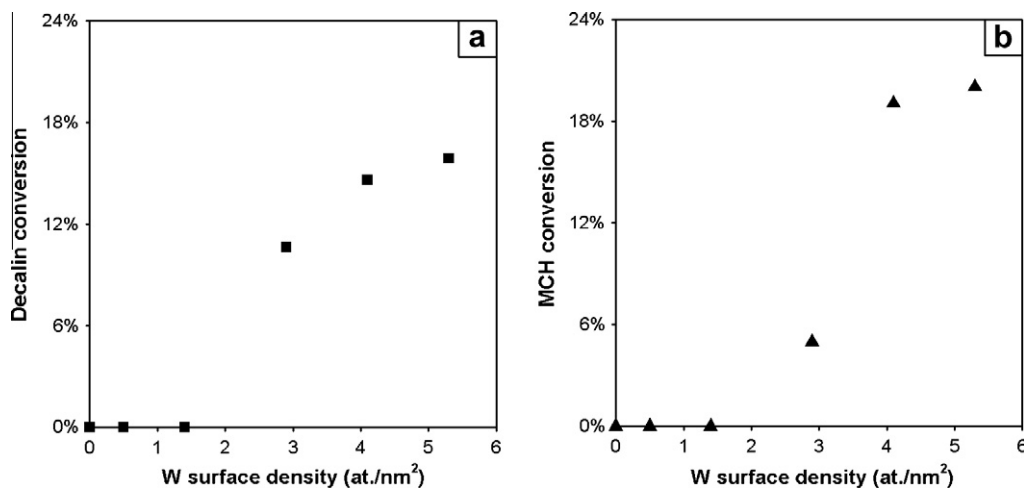 a
24%
18%
12%
6%
0%
Decalin conversion
0 1 2 3 4 5 6
W surface density (at./nm²)
b
24%
18%
12%
6%
0%
MCH conversion
0 1 2 3 4 5 6
W surface density (at./nm²)